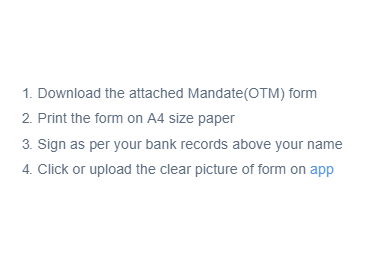 1. Download the attached Mandate(OTM) form
2. Print the form on A4 size paper
3. Sign as per your bank records above your name
4. Click or upload the clear picture of form on app